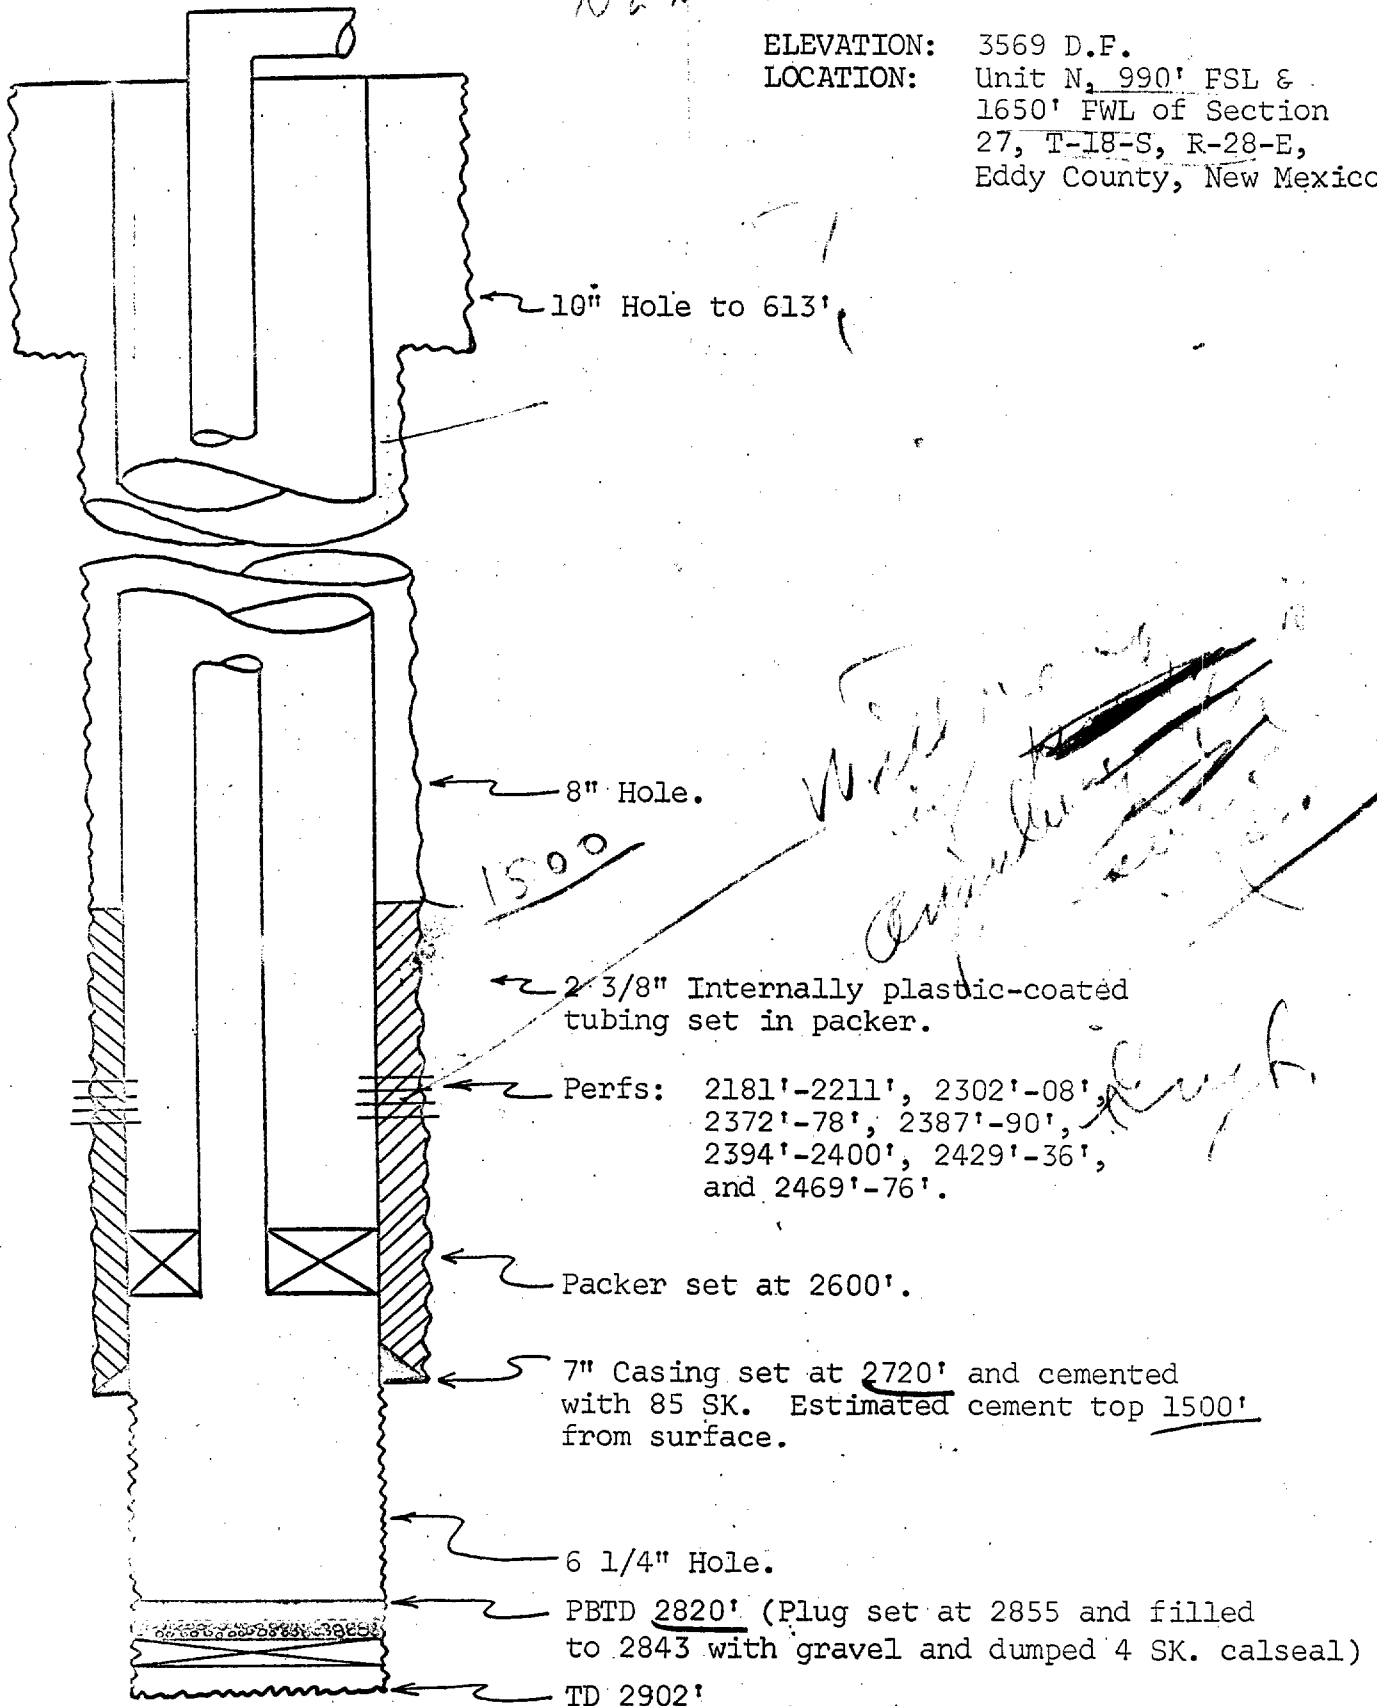 ELEVATION: 3569 D.F.
LOCATION: Unit N, 990' FSL &
1650' FWL of Section
27, T-18-S, R-28-E,
Eddy County, New Mexico
10" Hole to 613'
8" Hole.
1500
2 3/8" Internally plastic-coated
tubing set in packer.
Perfs: 2181'-2211', 2302'-08',
2372'-78', 2387'-90',
2394'-2400', 2429'-36',
and 2469'-76'.
Packer set at 2600'.
7" Casing set at 2720' and cemented
with 85 SK. Estimated cement top 1500'
from surface.
6 1/4" Hole.
PBTD 2820' (Plug set at 2855 and filled
to 2843 with gravel and dumped 4 SK. calseal)
TD 2902'